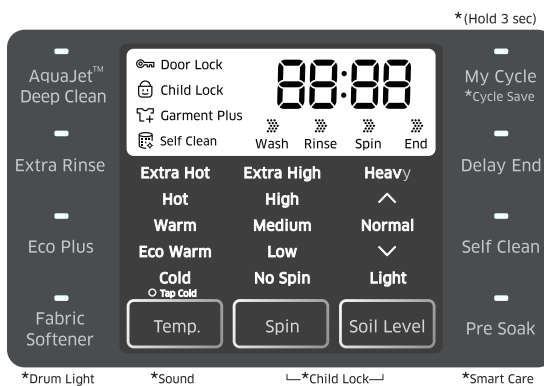 *(Hold 3 sec)
AquaJet™
Deep Clean
Extra Rinse
Eco Plus
Fabric
Softener
Door Lock
Child Lock
Garment Plus
Self Clean
88:88
Wash Rinse Spin End
Extra Hot Extra High Heavy
Hot High
Warm Medium Normal
Eco Warm Low
Cold No Spin Light
Tap Cold
Temp. Spin Soil Level
My Cycle
*Cycle Save
Delay End
Self Clean
Pre Soak
*Drum Light *Sound *Child Lock *Smart Care